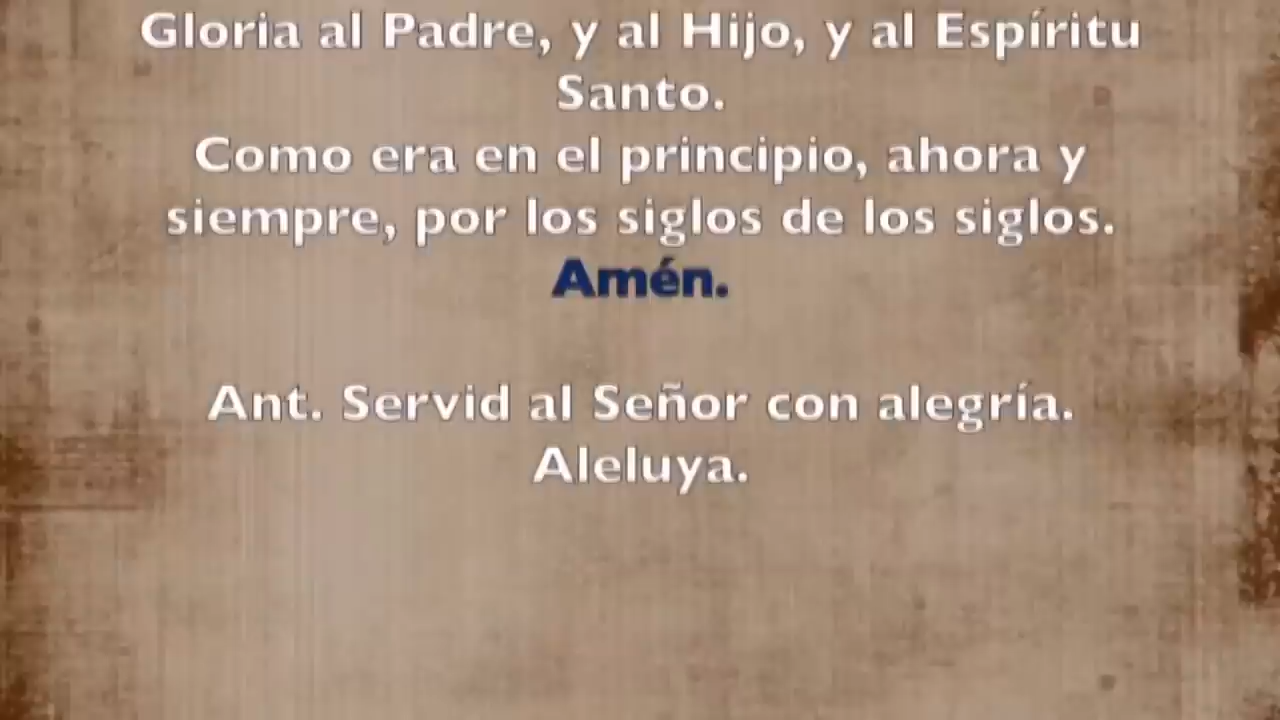 Gloria al Padre, y al Hijo, y al Espíritu
Santo.
Como era en el principio, ahora y
siempre, por los siglos de los siglos.
Amén.
Ant. Servid al Señor con alegría.
Aleluya.